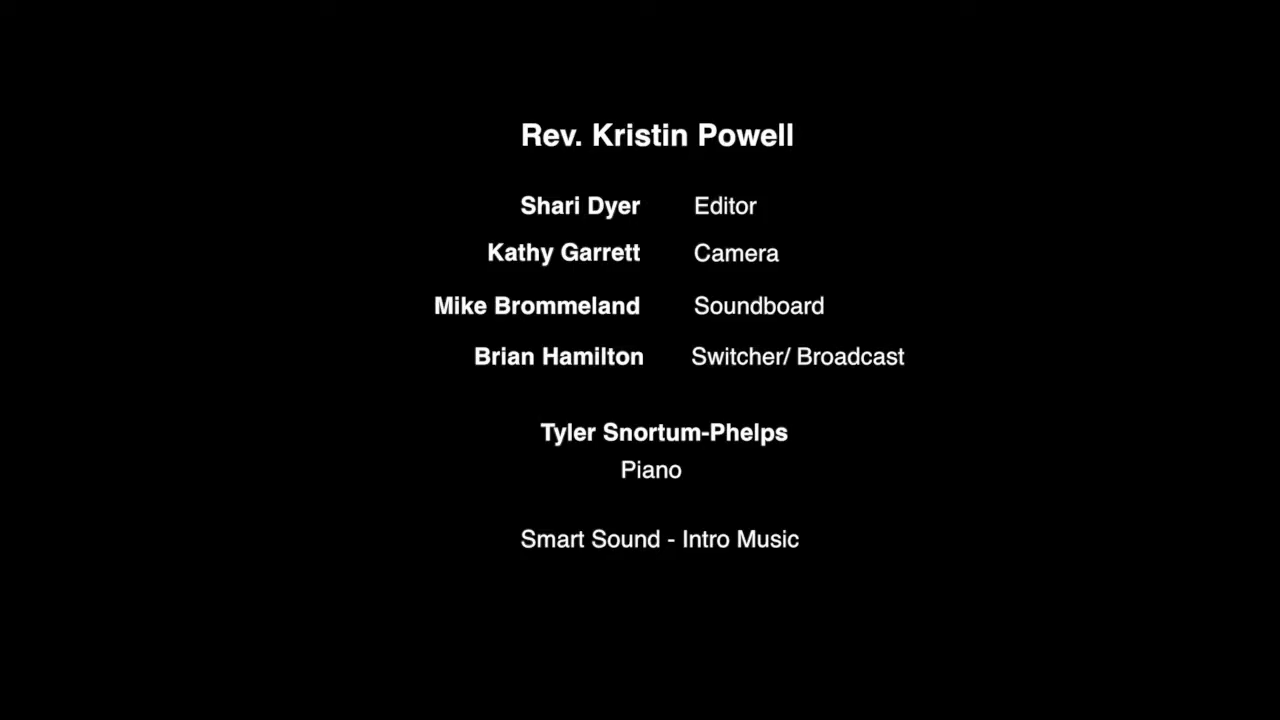 Rev. Kristin Powell
Shari Dyer Editor
Kathy Garrett Camera
Mike Brommeland Soundboard
Brian Hamilton Switcher/ Broadcast
Tyler Snortum-Phelps
Piano
Smart Sound - Intro Music